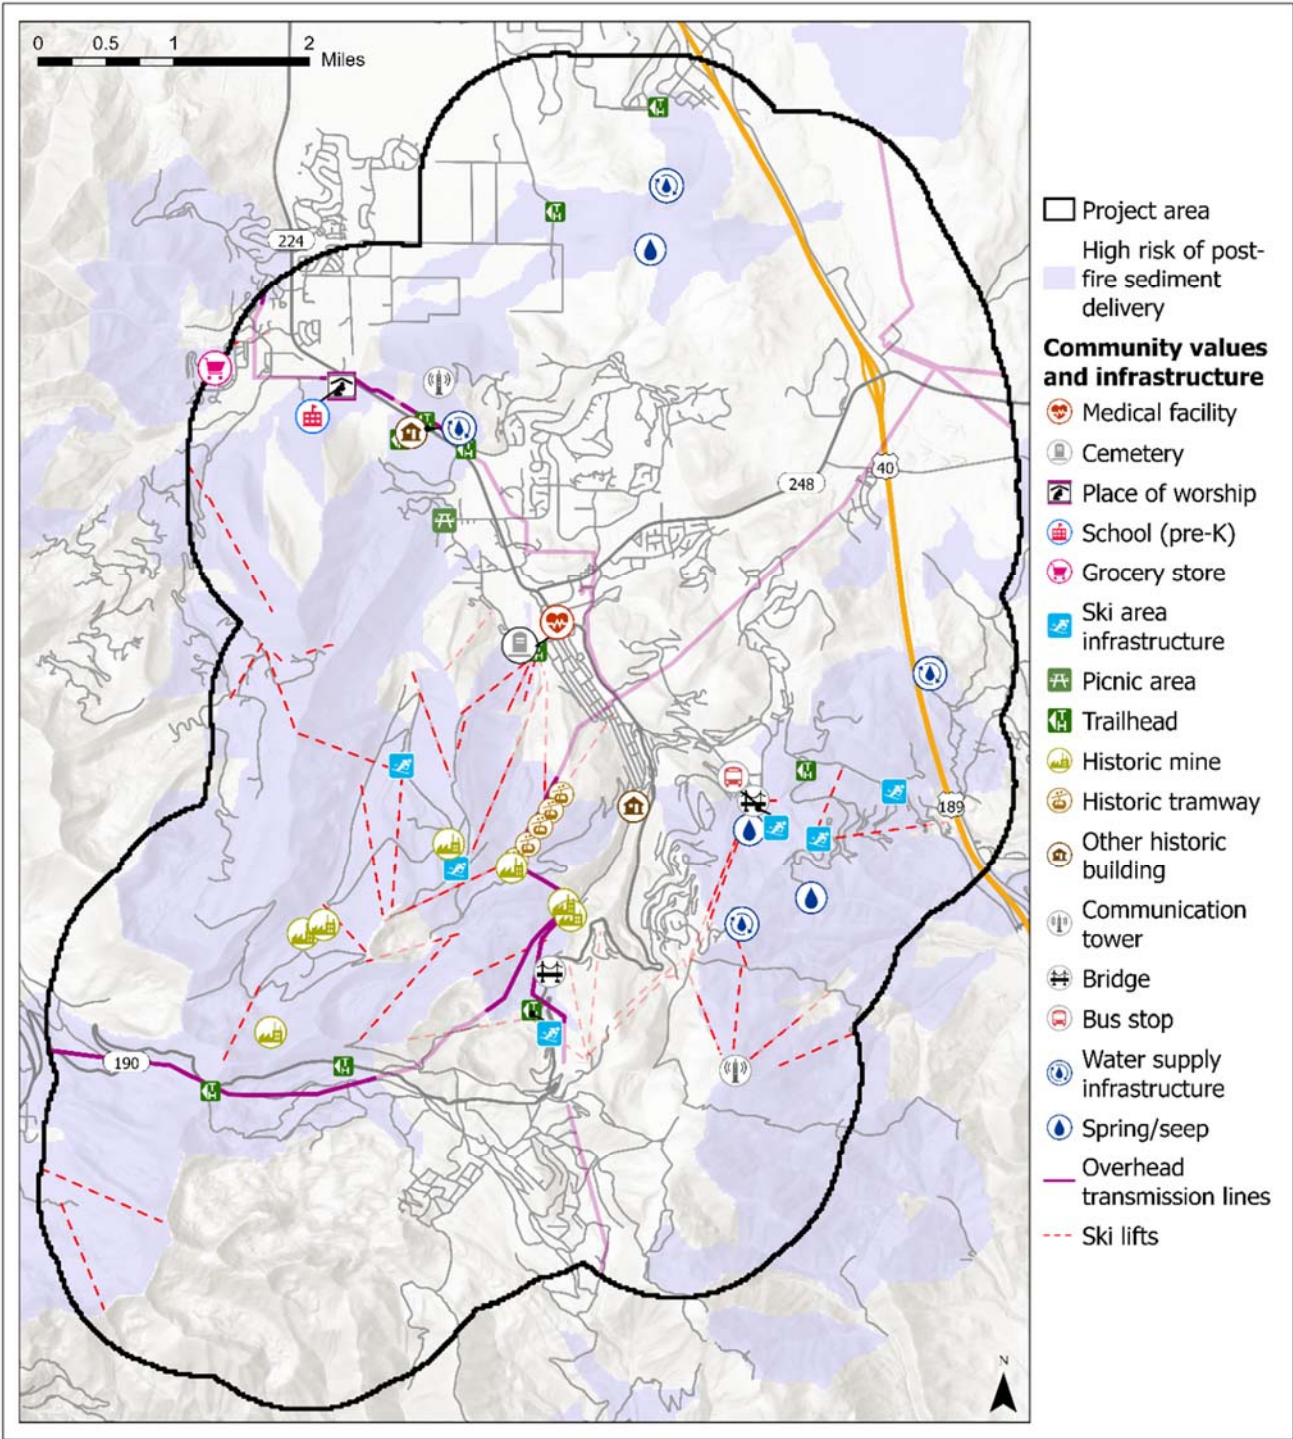 0 0.5 1 2
Miles
224
248
40
189
190
N
Project area
High risk of post-
fire sediment
delivery
Community values
and infrastructure
Medical facility
Cemetery
Place of worship
School (pre-K)
Grocery store
Ski area
infrastructure
Picnic area
Trailhead
Historic mine
Historic tramway
Other historic
building
Communication
tower
Bridge
Bus stop
Water supply
infrastructure
Spring/seep
Overhead
transmission lines
Ski lifts